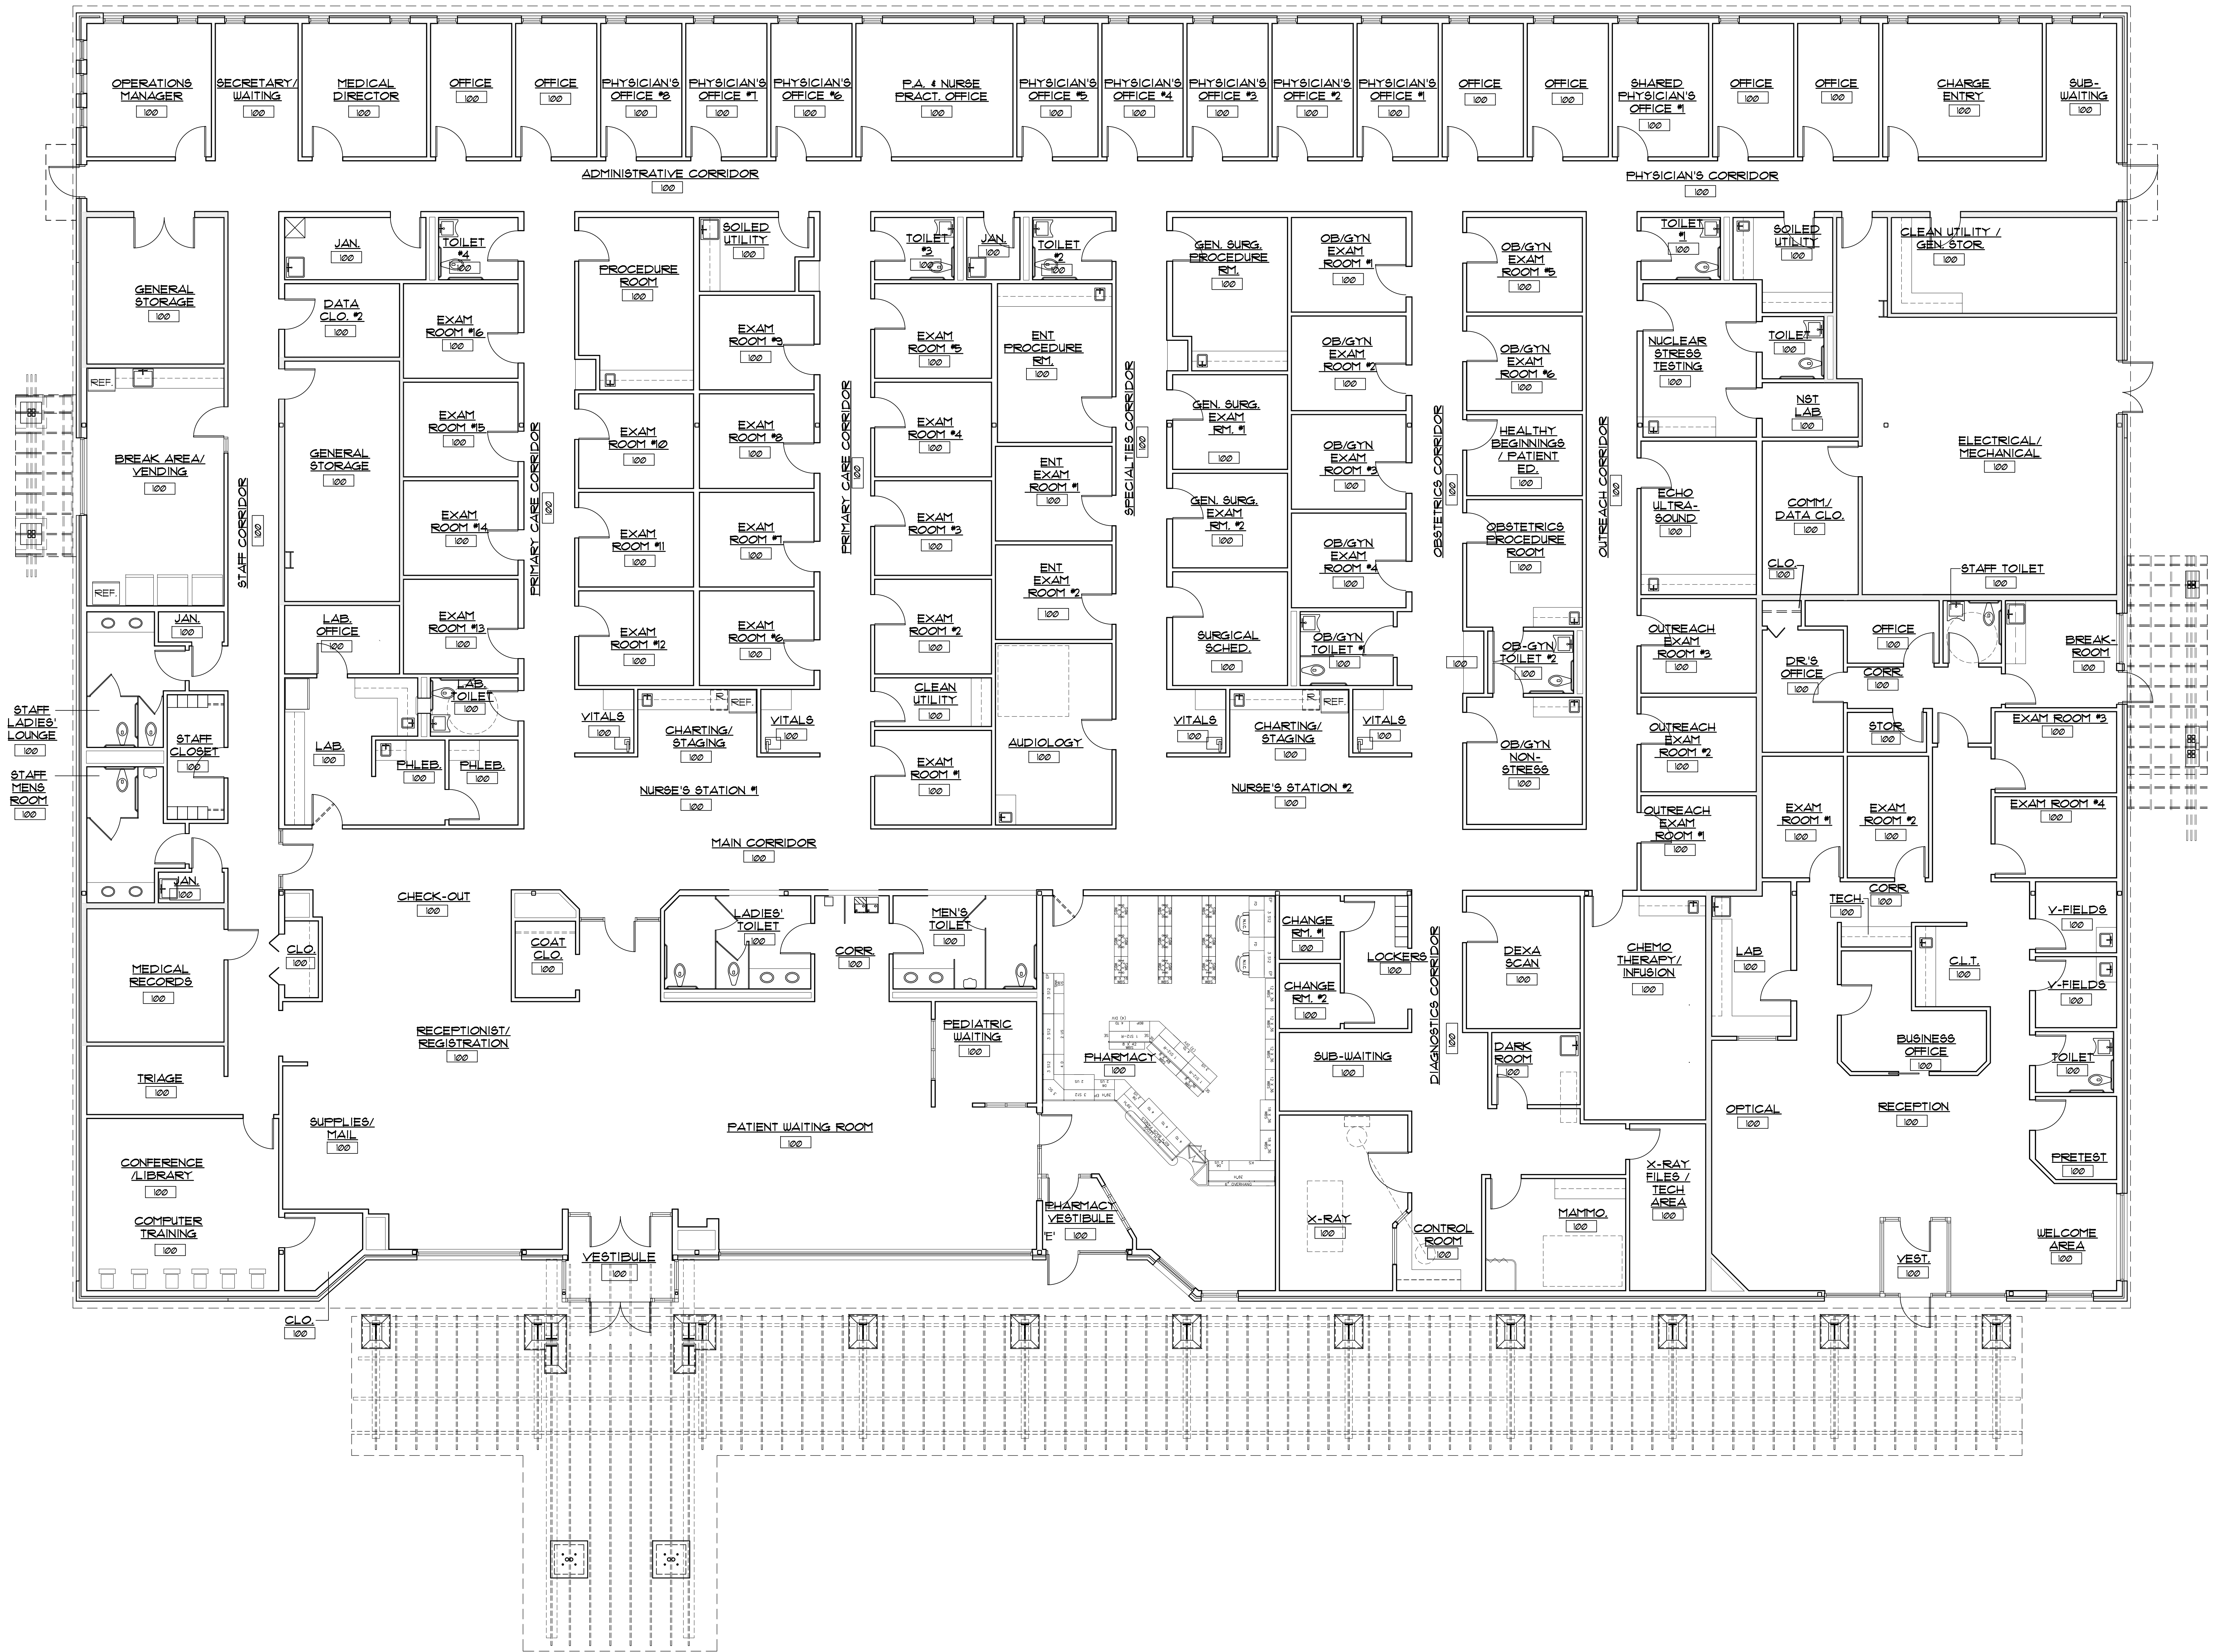 OPERATIONS
MANAGER
100
SECRETARY/
WAITING
100
MEDICAL
DIRECTOR
100
OFFICE
100
OFFICE
100
PHYSICIAN'S
OFFICE #8
100
PHYSICIAN'S
OFFICE #7
100
PHYSICIAN'S
OFFICE #6
100
P.A. & NURSE
PRACT. OFFICE
100
PHYSICIAN'S
OFFICE #5
100
PHYSICIAN'S
OFFICE #4
100
PHYSICIAN'S
OFFICE #3
100
PHYSICIAN'S
OFFICE #2
100
PHYSICIAN'S
OFFICE #1
100
OFFICE
100
OFFICE
100
SHARED
PHYSICIAN'S
OFFICE #1
100
OFFICE
100
OFFICE
100
CHARGE
ENTRY
100
SUB-
WAITING
100
ADMINISTRATIVE CORRIDOR
100
PHYSICIAN'S CORRIDOR
100
GENERAL
STORAGE
100
REF.
BREAK AREA/
VENDING
100
REF.
STAFF CORRIDOR
100
JAN.
100
STAFF
LADIES'
LOUNGE
100
STAFF
CLOSET
100
STAFF
MENS
ROOM
100
JAN.
100
MEDICAL
RECORDS
100
TRIAGE
100
CONFERENCE
/LIBRARY
100
COMPUTER
TRAINING
100
CLO.
100
JAN.
100
TOILET
#4
100
DATA
CLO. #2
100
EXAM
ROOM #16
100
GENERAL
STORAGE
100
EXAM
ROOM #15
100
EXAM
ROOM #14
100
EXAM
ROOM #13
100
LAB.
OFFICE
100
LAB.
TOILET
100
LAB.
100
PHLEB.
100
PHLEB.
100
PRIMARY CARE CORRIDOR
100
PROCEDURE
ROOM
100
SOILED
UTILITY
100
EXAM
ROOM #9
100
EXAM
ROOM #10
100
EXAM
ROOM #8
100
EXAM
ROOM #11
100
EXAM
ROOM #7
100
EXAM
ROOM #12
100
EXAM
ROOM #6
100
VITALS
100
CHARTING/
STAGING
100
R
REF.
VITALS
100
NURSE'S STATION #1
100
PRIMARY CARE CORRIDOR
100
TOILET
#3
100
JAN.
100
TOILET
#2
100
EXAM
ROOM #5
100
ENT
PROCEDURE
RM.
100
EXAM
ROOM #4
100
ENT
EXAM
ROOM #1
100
EXAM
ROOM #3
100
ENT
EXAM
ROOM #2
100
EXAM
ROOM #2
100
CLEAN
UTILITY
100
AUDIOLOGY
100
EXAM
ROOM #1
100
SPECIALTIES CORRIDOR
100
GEN. SURG.
PROCEDURE
RM.
100
OB/GYN
EXAM
ROOM #1
100
OB/GYN
EXAM
ROOM #2
100
GEN. SURG.
EXAM
RM. #1
100
OB/GYN
EXAM
ROOM #3
100
GEN. SURG.
EXAM
RM. #2
100
OB/GYN
EXAM
ROOM #4
100
SURGICAL
SCHED.
100
OB/GYN
TOILET #1
100
VITALS
100
CHARTING/
STAGING
100
R
REF.
VITALS
100
NURSE'S STATION #2
100
OBSTETRICS CORRIDOR
100
OB/GYN
EXAM
ROOM #5
100
OB/GYN
EXAM
ROOM #6
100
HEALTHY
BEGINNINGS
/ PATIENT
ED.
100
OBSTETRICS
PROCEDURE
ROOM
100
100
OB-GYN
TOILET #2
100
OB/GYN
NON-
STRESS
100
OUTREACH CORRIDOR
100
TOILET
#1
100
SOILED
UTILITY
100
CLEAN UTILITY /
GEN. STOR.
100
NUCLEAR
STRESS
TESTING
100
TOILET
100
NST
LAB
100
ELECTRICAL/
MECHANICAL
100
ECHO
ULTRA-
SOUND
100
COMM./
DATA CLO.
100
CLO.
100
STAFF TOILET
100
OUTREACH
EXAM
ROOM #3
100
DR.'S
OFFICE
100
OFFICE
100
CORR.
100
BREAK-
ROOM
100
OUTREACH
EXAM
ROOM #2
100
STOR.
100
EXAM ROOM #3
100
OUTREACH
EXAM
ROOM #1
100
EXAM
ROOM #1
100
EXAM
ROOM #2
100
EXAM ROOM #4
100
MAIN CORRIDOR
100
CHECK-OUT
100
CLO.
100
COAT
CLO.
100
LADIES'
TOILET
100
CORR.
100
MEN'S
TOILET
100
RECEPTIONIST/
REGISTRATION
100
PEDIATRIC
WAITING
100
SUPPLIES/
MAIL
100
PATIENT WAITING ROOM
100
VESTIBULE
100
PHARMACY
100
PHARMACY
VESTIBULE
100
'E'
CHANGE
RM. #1
100
CHANGE
RM. #2
100
LOCKERS
100
SUB-WAITING
100
DIAGNOSTICS CORRIDOR
100
DEXA
SCAN
100
DARK
ROOM
100
CHEMO
THERAPY/
INFUSION
100
X-RAY
100
CONTROL
ROOM
100
MAMMO.
100
X-RAY
FILES /
TECH
AREA
100
LAB
100
TECH.
100
CORR.
100
V-FIELDS
100
C.L.T.
100
V-FIELDS
100
BUSINESS
OFFICE
100
TOILET
100
OPTICAL
100
RECEPTION
100
PRETEST
100
VEST.
100
WELCOME
AREA
100